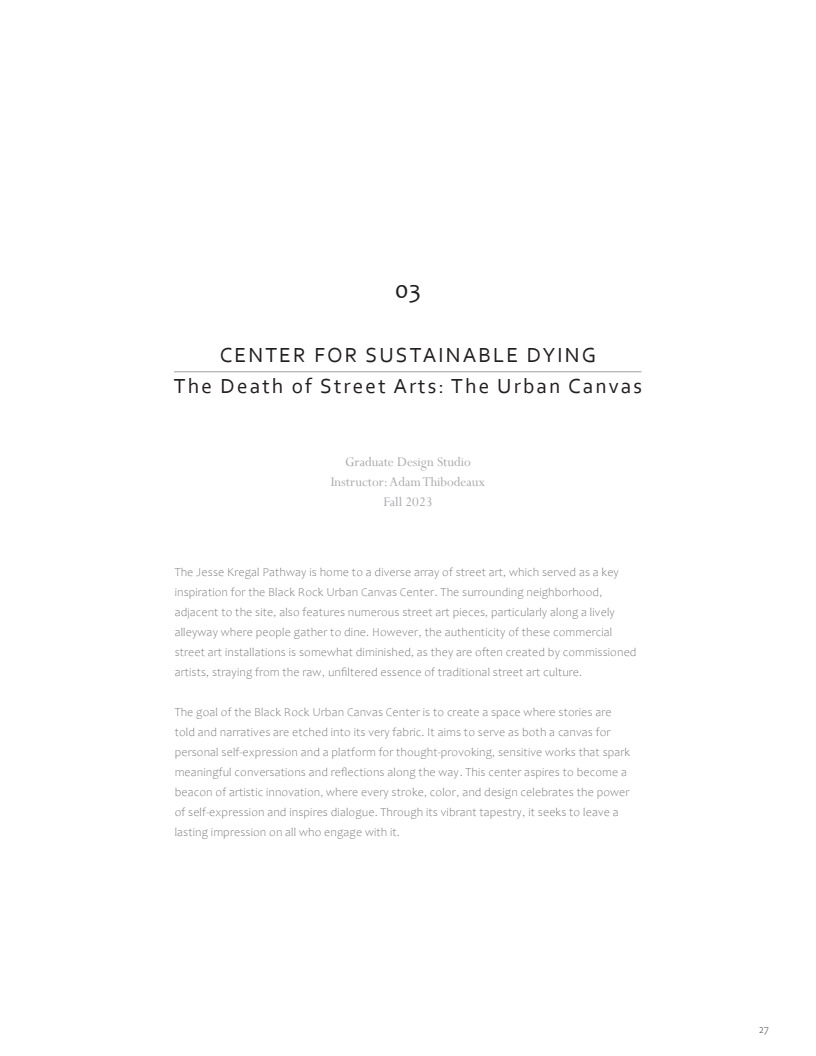 03
CENTER FOR SUSTAINABLE DYING
The Death of Street Arts: The Urban Canvas
Graduate Design Studio
Instructor: Adam Thibodeaux
Fall 2023
The Jesse Kregal Pathway is home to a diverse array of street art, which served as a key
inspiration for the Black Rock Urban Canvas Center. The surrounding neighborhood,
adjacent to the site, also features numerous street art pieces, particularly along a lively
alleyway where people gather to dine. However, the authenticity of these commercial
street art installations is somewhat diminished, as they are often created by commissioned
artists, straying from the raw, unfiltered essence of traditional street art culture.
The goal of the Black Rock Urban Canvas Center is to create a space where stories are
told and narratives are etched into its very fabric. It aims to serve as both a canvas for
personal self-expression and a platform for thought-provoking, sensitive works that spark
meaningful conversations and reflections along the way. This center aspires to become a
beacon of artistic innovation, where every stroke, color, and design celebrates the power
of self-expression and inspires dialogue. Through its vibrant tapestry, it seeks to leave a
lasting impression on all who engage with it.
27